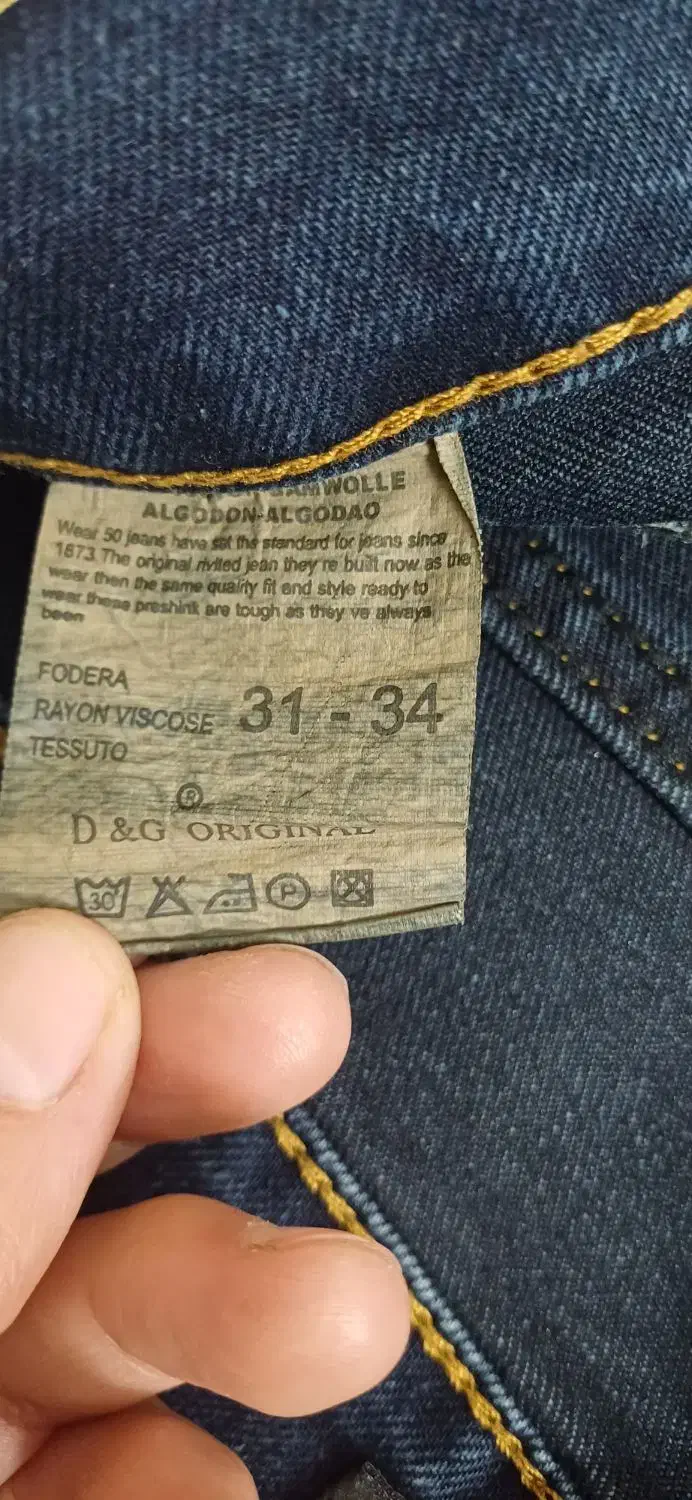 ALGODON-ALGODAO
Wear 50 jeans have sat the standard for jeans since
1873 The original rivited jean they re built now as the
wear then the same quality fit and style ready to
wear these preshink are tough as they ve always
been
FODERA
RAYON VISCOSE 31 - 34
TESSUTO
®
D &G ORIGINAL
30 P